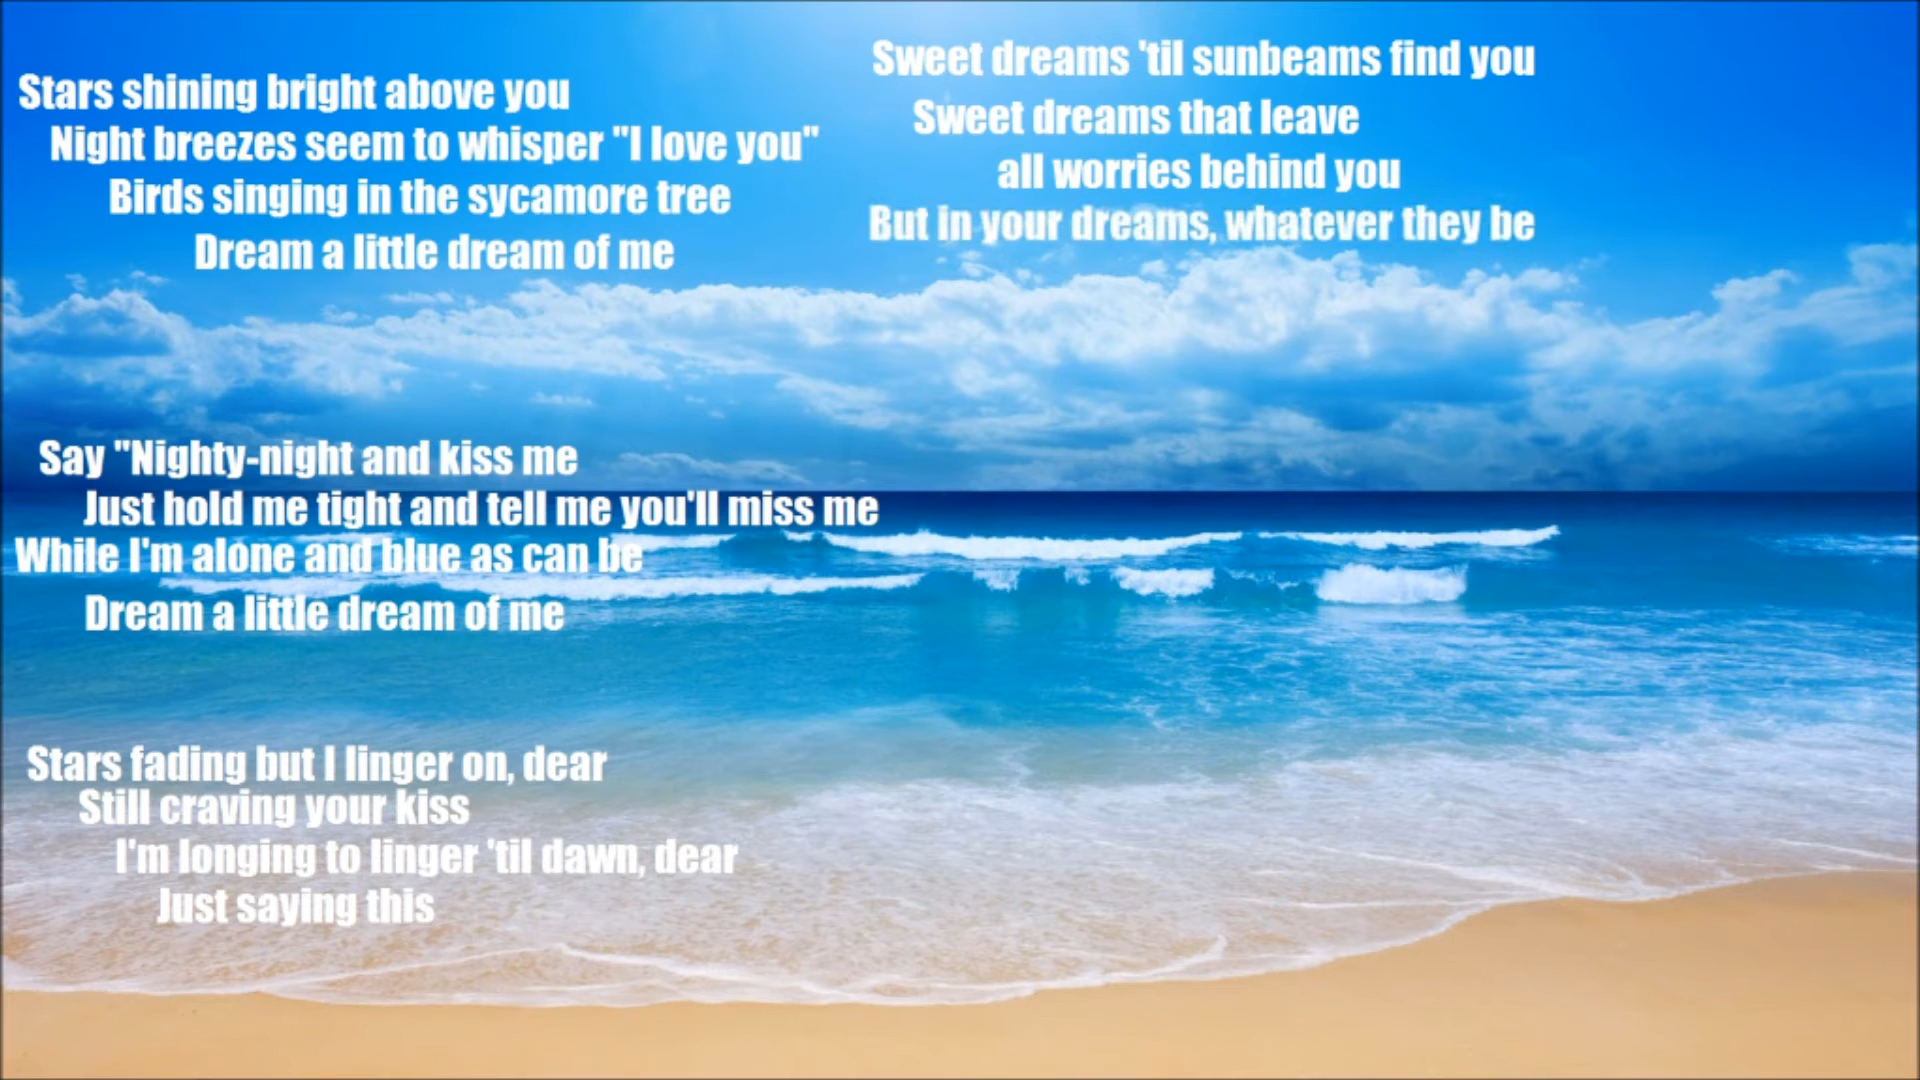 Stars shining bright above you
Night breezes seem to whisper "I love you"
Birds singing in the sycamore tree
Dream a little dream of me
Say "Nighty-night and kiss me
Just hold me tight and tell me you'll miss me
While I'm alone and blue as can be
Dream a little dream of me
Stars fading but I linger on, dear
Still craving your kiss
I'm longing to linger 'til dawn, dear
Just saying this
Sweet dreams 'til sunbeams find you
Sweet dreams that leave
all worries behind you
But in your dreams, whatever they be